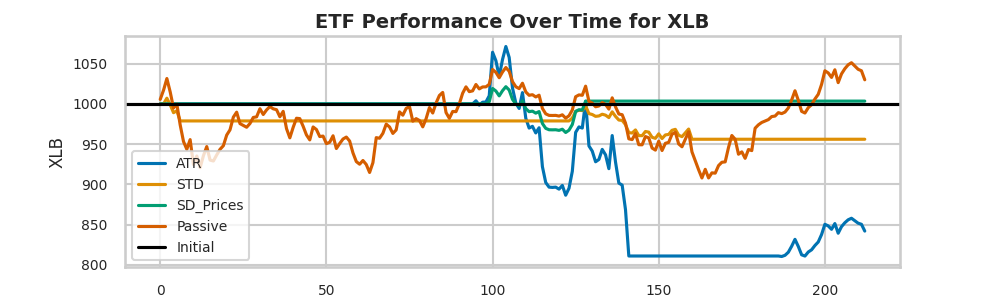 ETF Performance Over Time for XLB
1050
1000
950
900
850
800
XLB
ATR
STD
SD_Prices
Passive
Initial
0
50
100
150
200